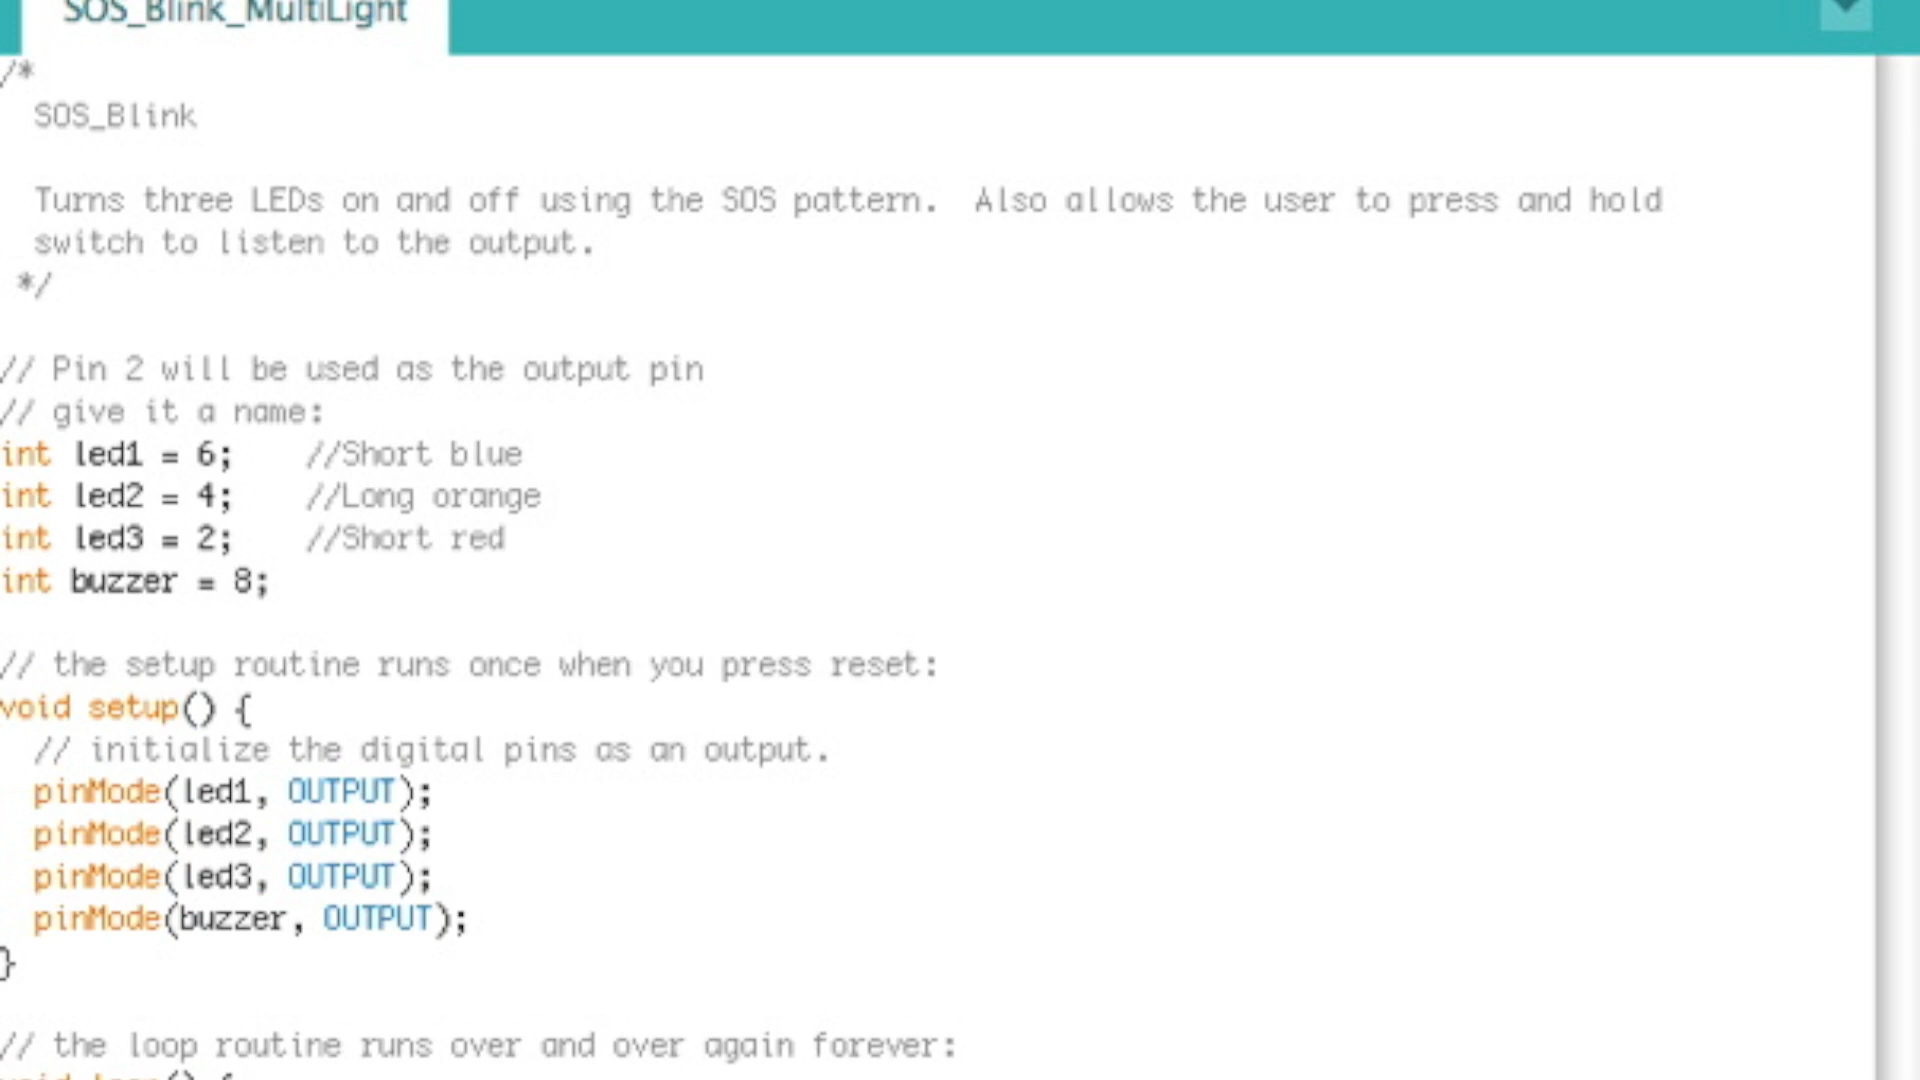 SOS_Blink_MultiLight
/*
SOS_Blink
Turns three LEDs on and off using the SOS pattern.  Also allows the user to press and hold
switch to listen to the output.
*/
// Pin 2 will be used as the output pin
// give it a name:
int led1 = 6;    //Short blue
int led2 = 4;    //Long orange
int led3 = 2;    //Short red
int buzzer = 8;
// the setup routine runs once when you press reset:
void setup() {
// initialize the digital pins as an output.
pinMode(led1, OUTPUT);
pinMode(led2, OUTPUT);
pinMode(led3, OUTPUT);
pinMode(buzzer, OUTPUT);
}
// the loop routine runs over and over again forever:
void loop() {